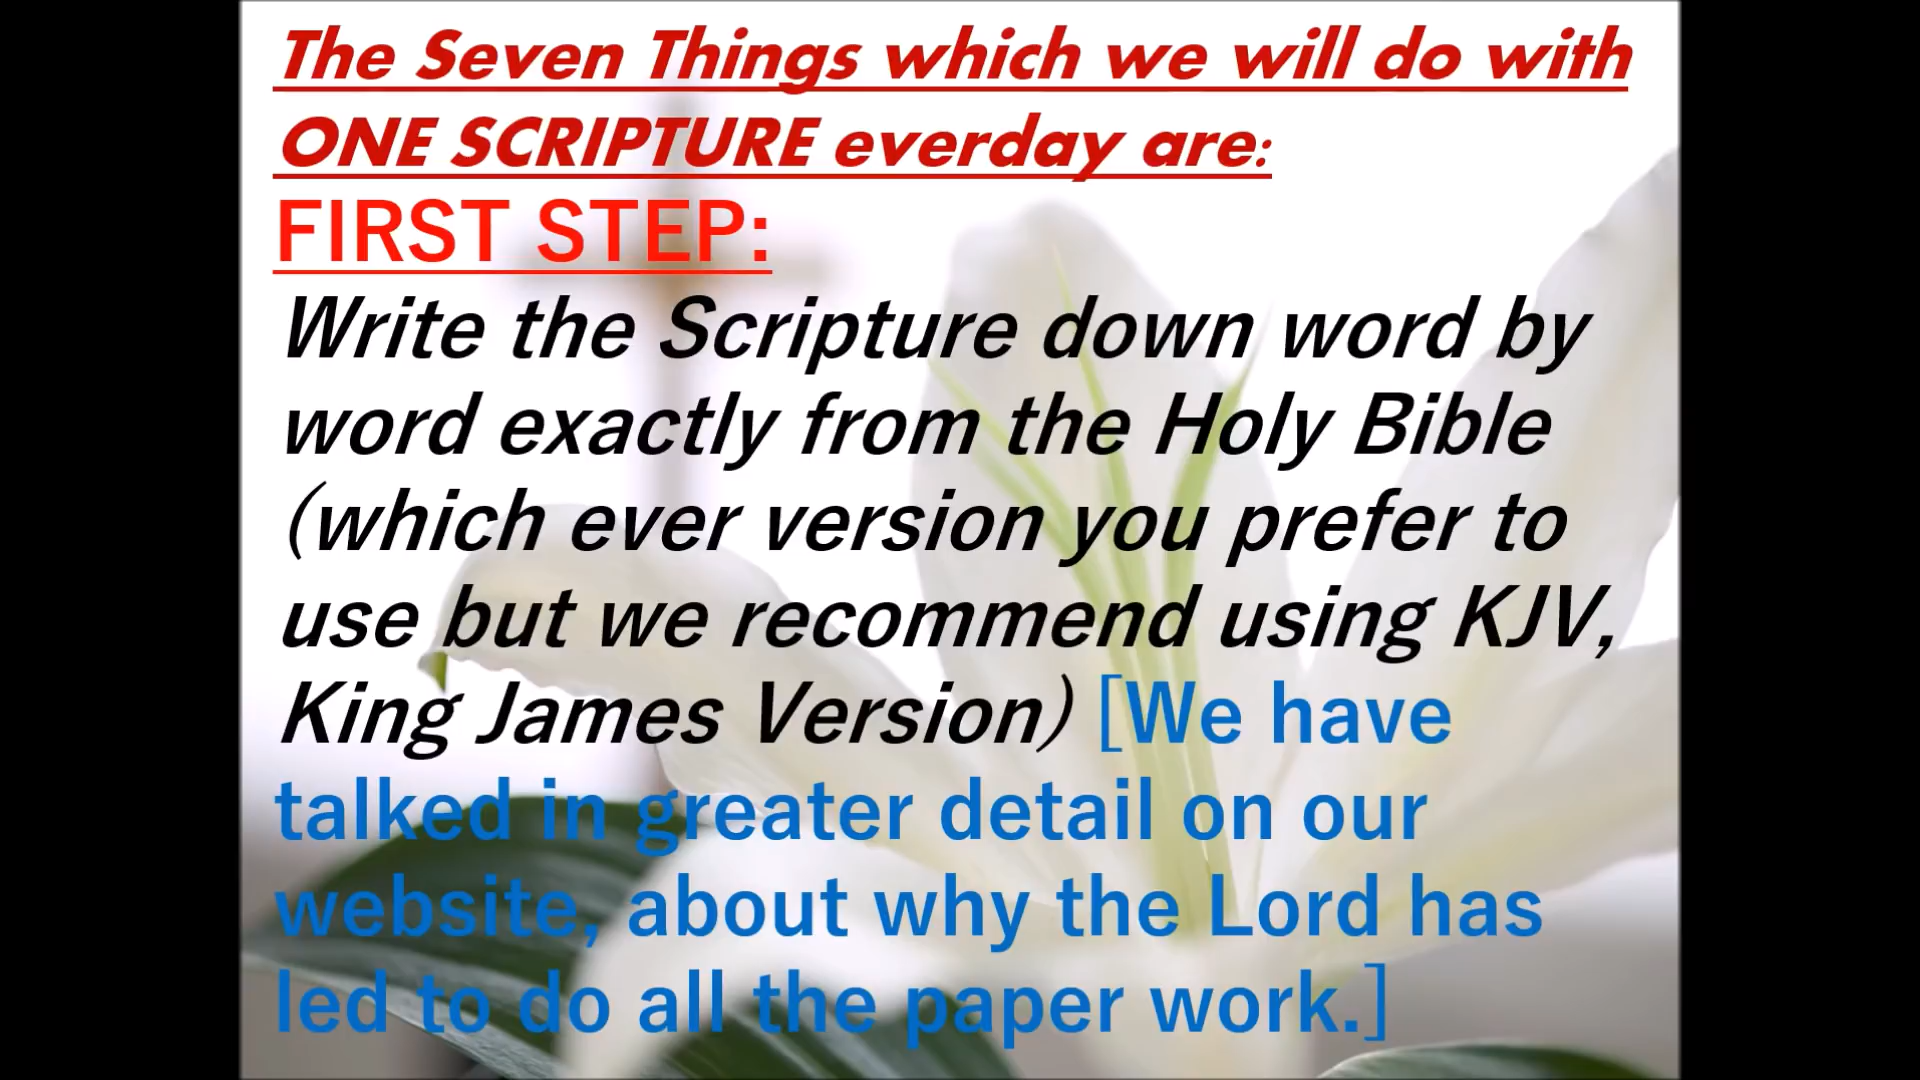 The Seven Things which we will do with
ONE SCRIPTURE everday are:
FIRST STEP:
Write the Scripture down word by
word exactly from the Holy Bible
(which ever version you prefer to
use but we recommend using KJV,
King James Version) [We have
talked in greater detail on our
website, about why the Lord has
led to do all the paper work.]